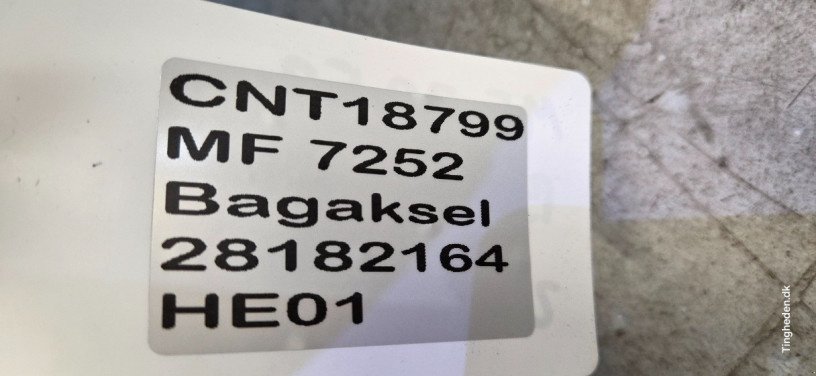 CNT18799
MF 7252
Bagaksel
28182164
HE01
Tingheden.dk